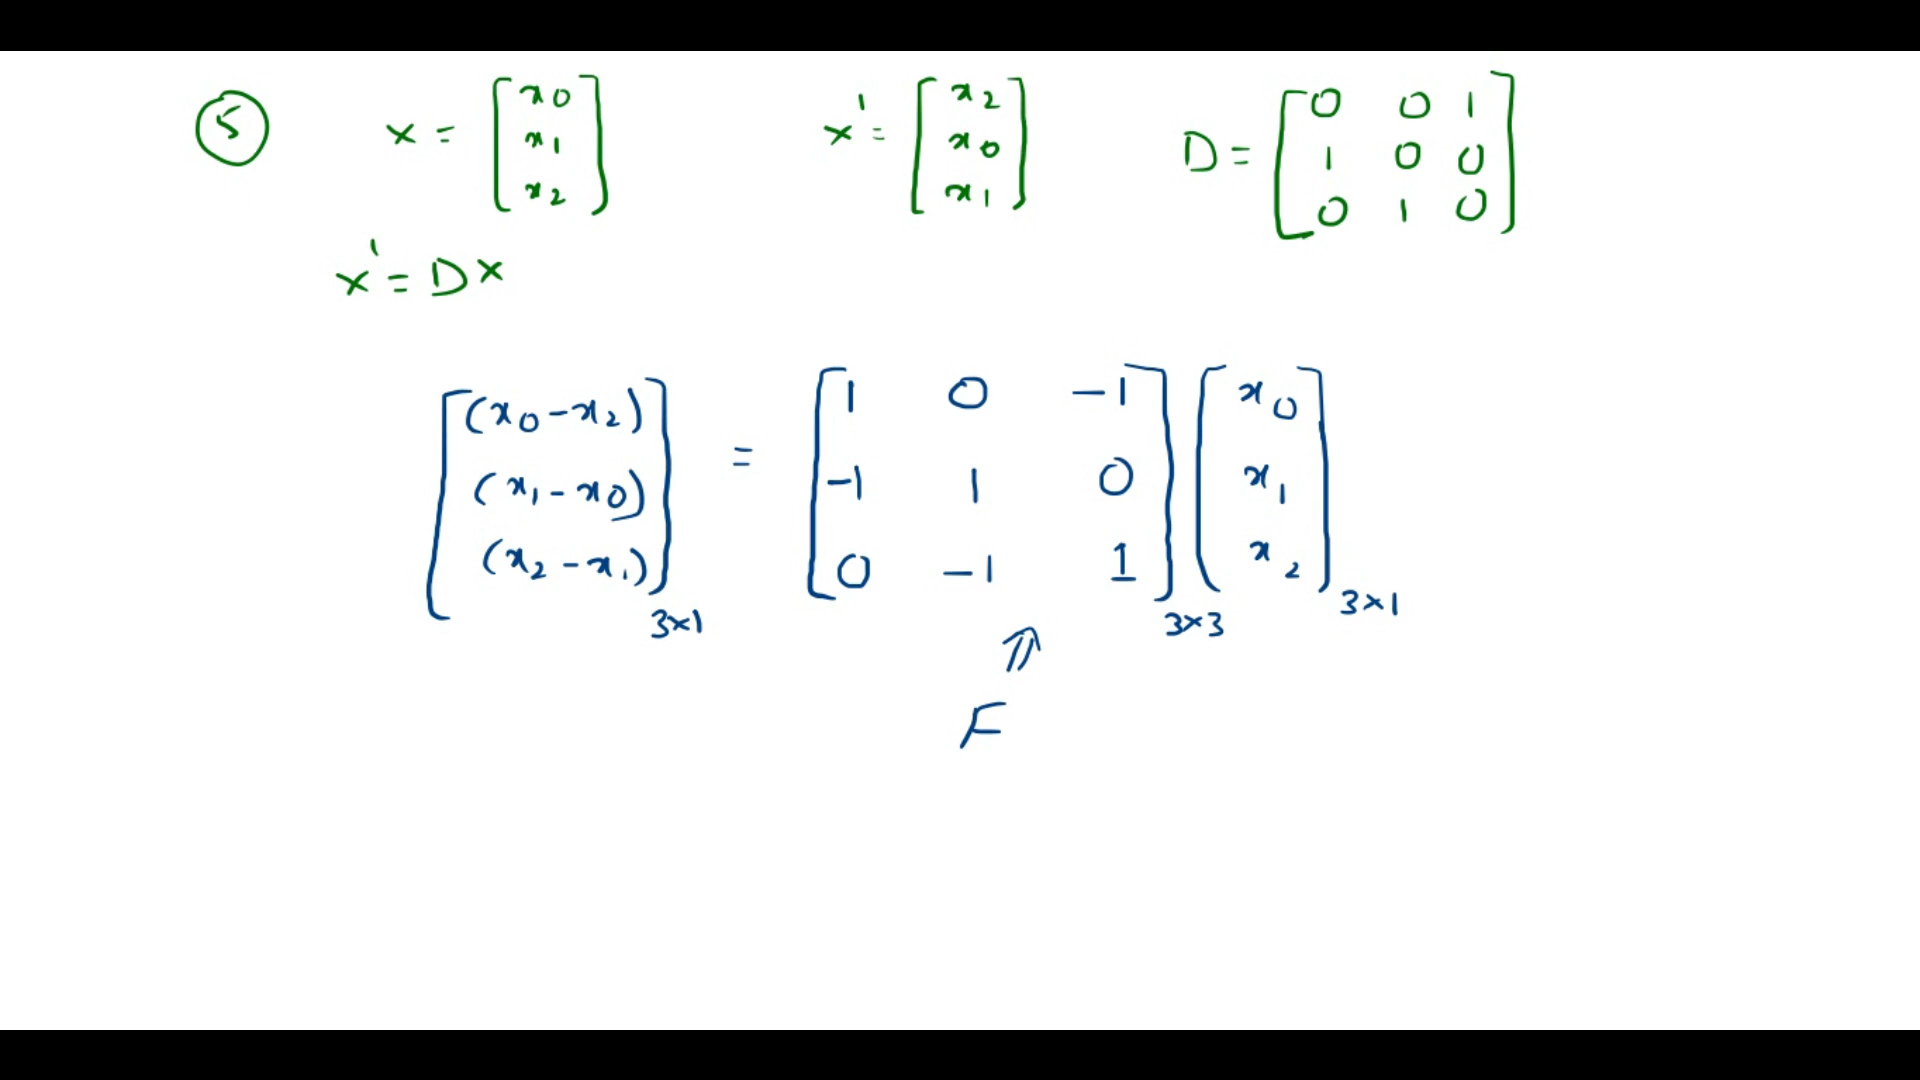 ⑤ x = [x0 x1 x2] x' = [x2 x0 x1] D = [0 0 1
1 0 0
0 1 0]
x' = Dx
[(x0 - x2) = [1 0 -1] [x0
(x1 - x0) -1 1 0 x1
(x2 - x1)] 0 -1 1] x2]
3×1 3×3 3×1
⇑
F